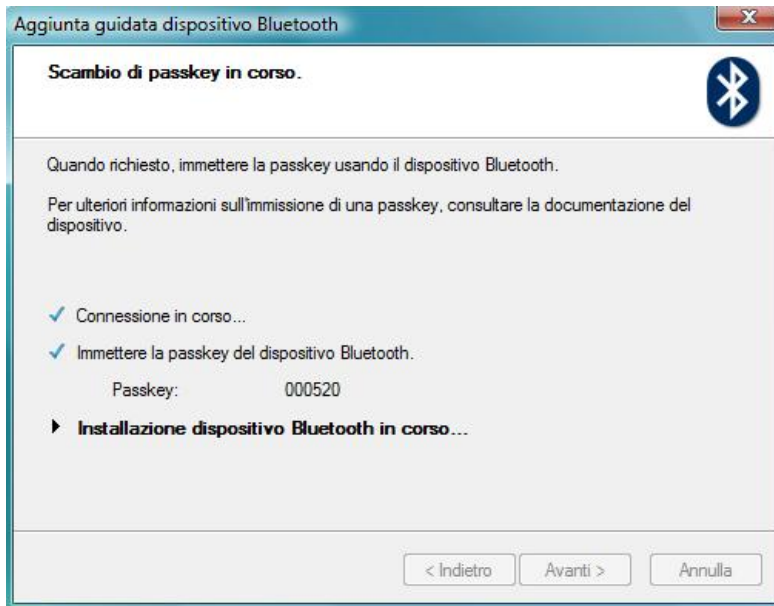 Aggiunta guidata dispositivo Bluetooth
Scambio di passkey in corso.
Quando richiesto, immettere la passkey usando il dispositivo Bluetooth.
Per ulteriori informazioni sull'immissione di una passkey, consultare la documentazione del
dispositivo.
Connessione in corso...
Immettere la passkey del dispositivo Bluetooth.
Passkey: 000520
Installazione dispositivo Bluetooth in corso...
< Indietro Avanti > Annulla